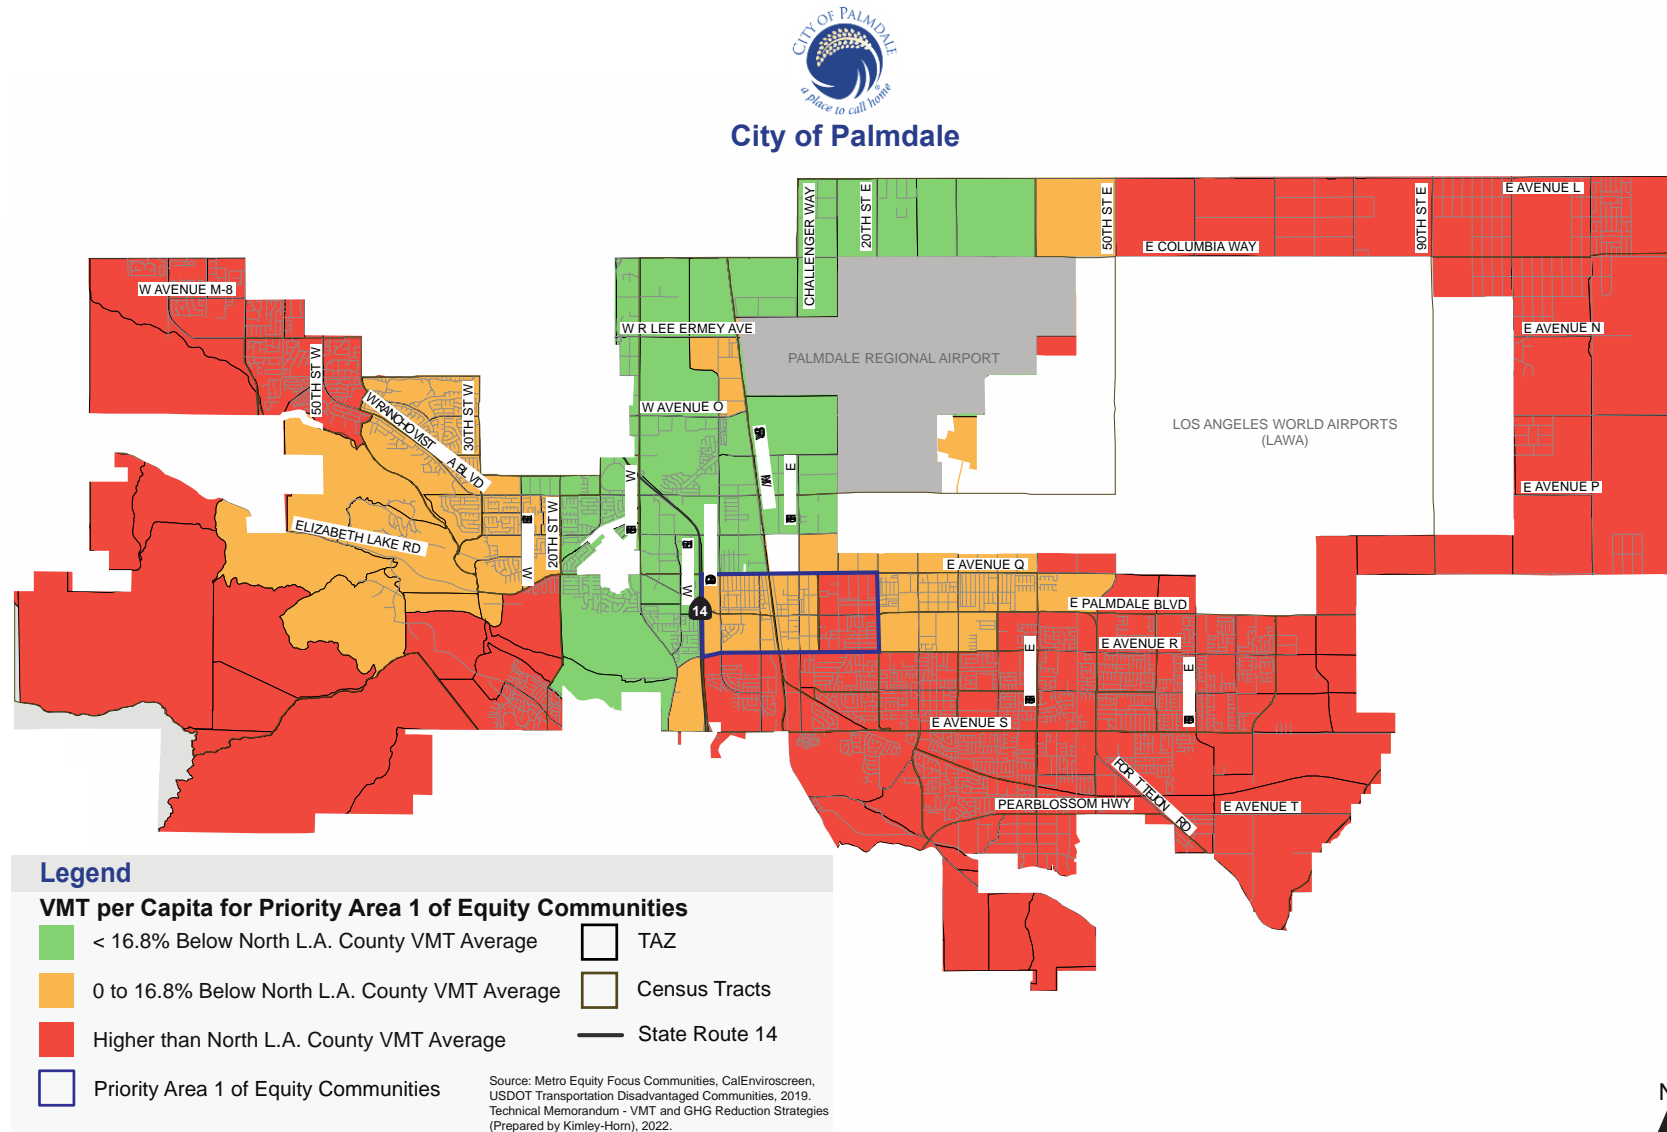 CITY OF PALMDALE
a place to call home
City of Palmdale
CHALLENGER WAY
20TH ST E
50TH ST E
90TH ST E
E AVENUE L
E COLUMBIA WAY
W AVENUE M-8
W R LEE ERMEY AVE
E AVENUE N
50TH ST W
PALMDALE REGIONAL AIRPORT
W RANCHO VISTA BLVD
30TH ST W
W AVENUE O
LOS ANGELES WORLD AIRPORTS
(LAWA)
E
W
E AVENUE P
ELIZABETH LAKE RD
20TH ST W
W
W
E AVENUE Q
14
E PALMDALE BLVD
E AVENUE R
E
E
E AVENUE S
FORT TEJON RD
PEARBLOSSOM HWY
E AVENUE T
Legend
VMT per Capita for Priority Area 1 of Equity Communities
< 16.8% Below North L.A. County VMT Average
TAZ
0 to 16.8% Below North L.A. County VMT Average
Census Tracts
Higher than North L.A. County VMT Average
State Route 14
Priority Area 1 of Equity Communities
Source: Metro Equity Focus Communities, CalEnviroscreen,
USDOT Transportation Disadvantaged Communities, 2019.
Technical Memorandum - VMT and GHG Reduction Strategies
(Prepared by Kimley-Horn), 2022.
N